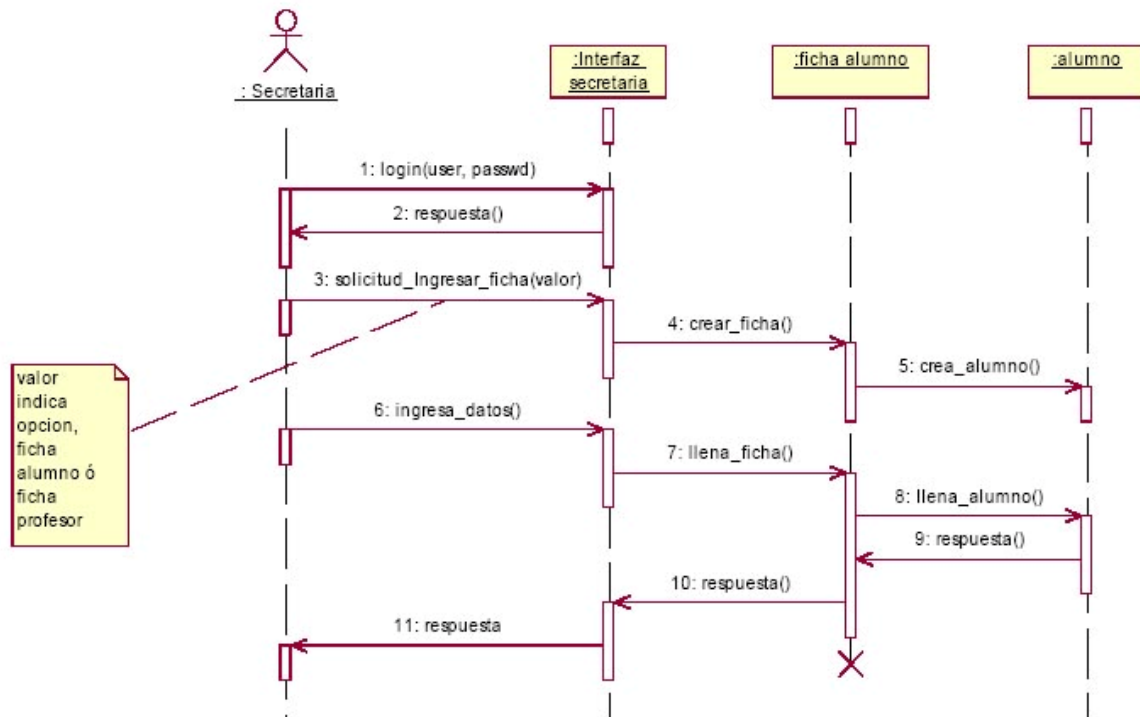 : Secretaria
:Interfaz
secretaria
:ficha alumno
:alumno
1: login(user, passwd)
2: respuesta()
3: solicitud_Ingresar_ficha(valor)
4: crear_ficha()
5: crea_alumno()
valor
indica
opcion,
ficha
alumno ó
ficha
profesor
6: ingresa_datos()
7: llena_ficha()
8: llena_alumno()
9: respuesta()
10: respuesta()
11: respuesta